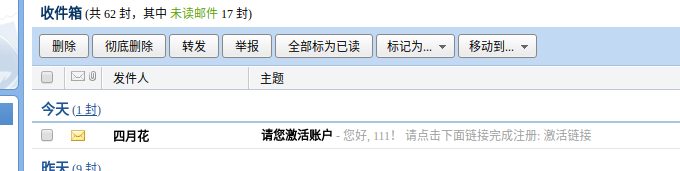 收件箱 (共 62 封，其中 未读邮件 17 封)
删除 彻底删除 转发 举报 全部标为已读 标记为... 移动到...
发件人 主题
今天 (1 封)
四月花 请您激活账户 - 您好, 111！ 请点击下面链接完成注册: 激活链接
昨天 (9 封)